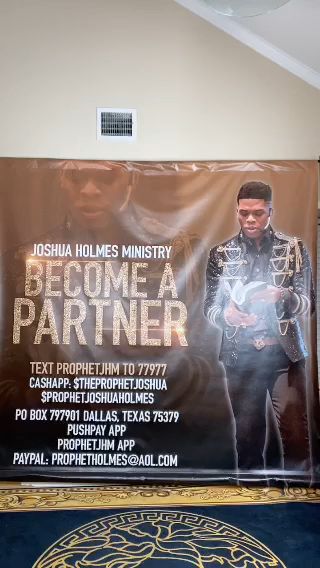 JOSHUA HOLMES MINISTRY
BECOME A
PARTNER
TEXT PROPHETJHM TO 77977
CASHAPP: $THEPROPHETJOSHUA
$PROPHETJOSHUAHOLMES
PO BOX 797901 DALLAS, TEXAS 75379
PUSHPAY APP
PROPHETJHM APP
PAYPAL: PROPHETHOLMES@AOL.COM